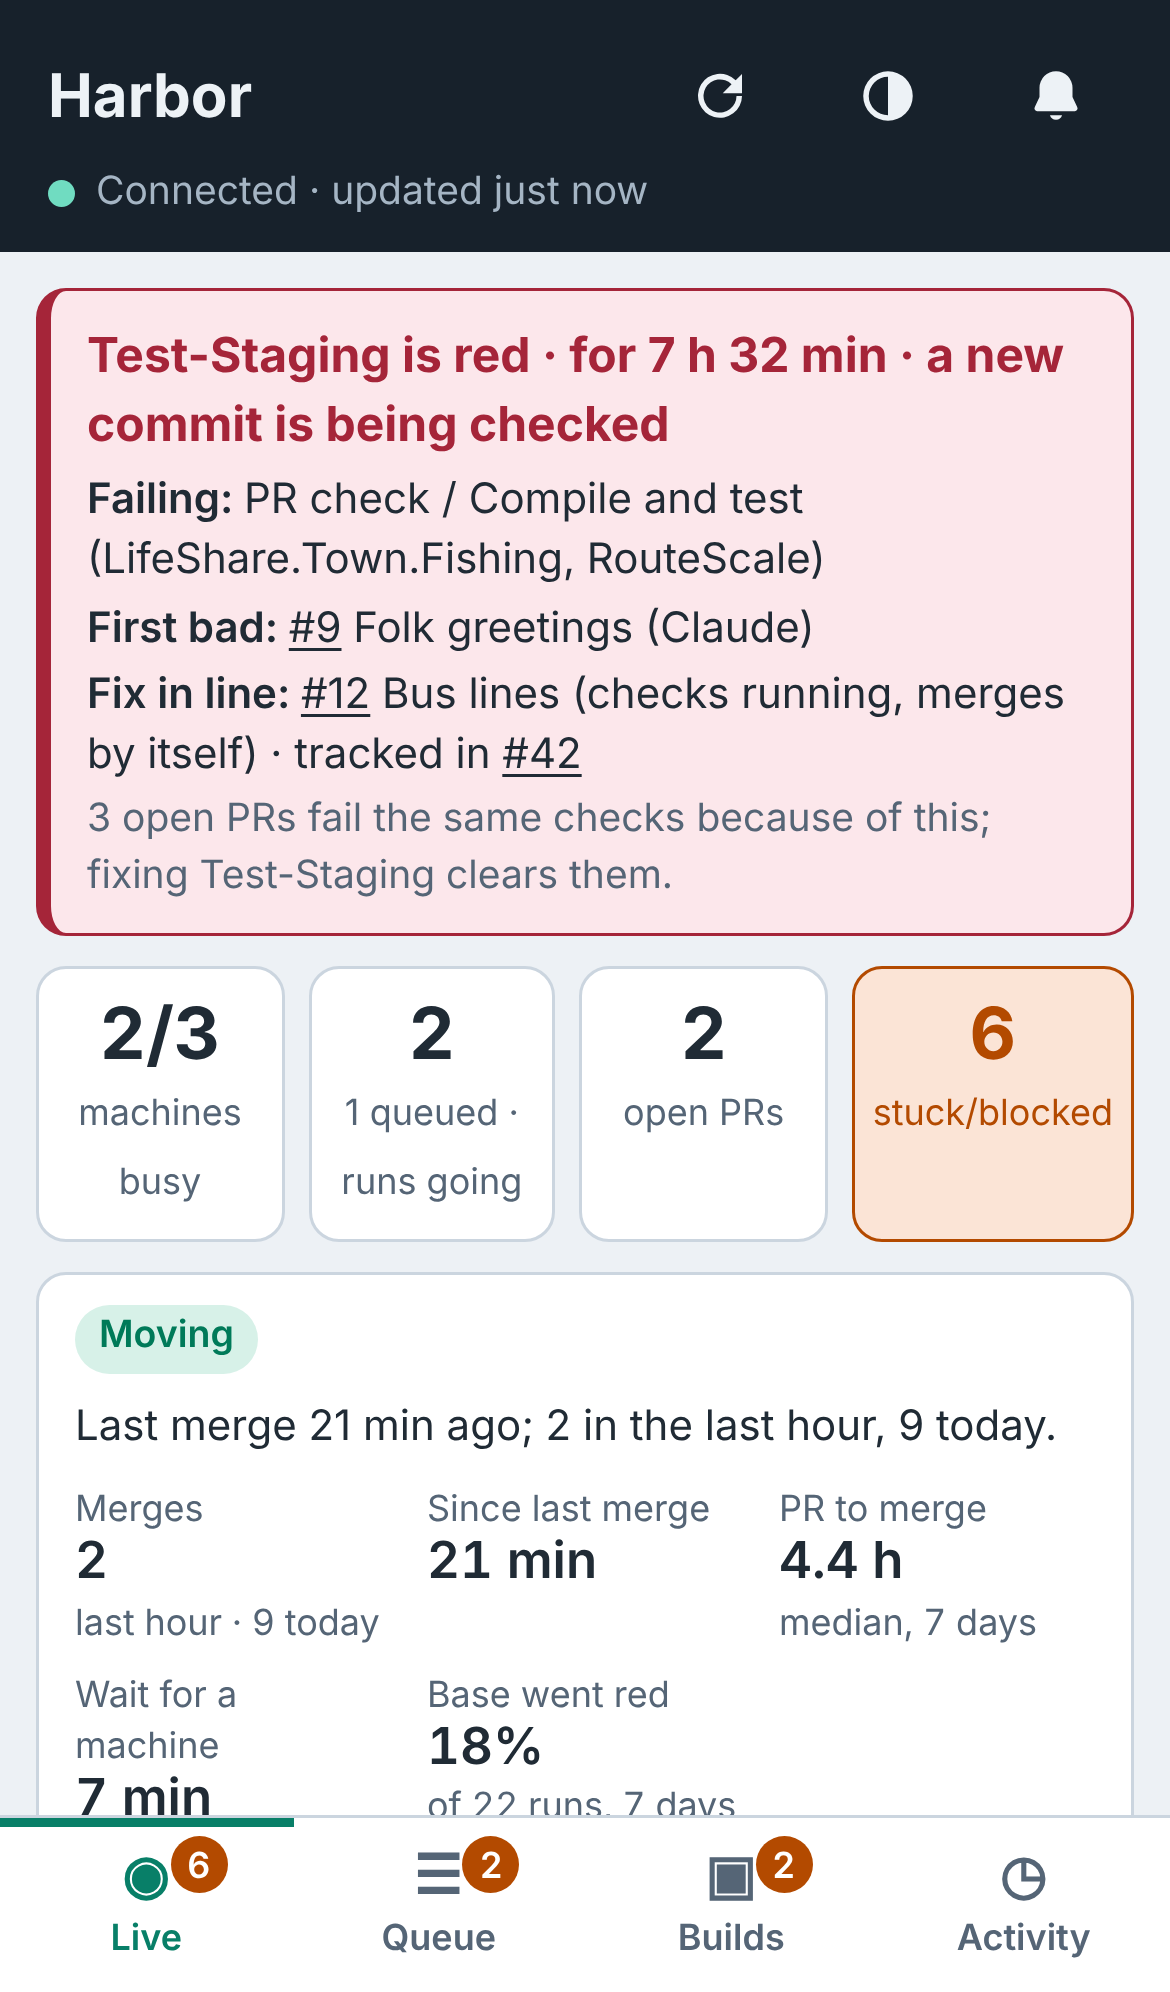 Harbor
Connected · updated just now
Test-Staging is red · for 7 h 32 min · a new
commit is being checked
Failing: PR check / Compile and test
(LifeShare.Town.Fishing, RouteScale)
First bad: #9 Folk greetings (Claude)
Fix in line: #12 Bus lines (checks running, merges
by itself) · tracked in #42
3 open PRs fail the same checks because of this;
fixing Test-Staging clears them.
2/3
machines
busy
2
1 queued ·
runs going
2
open PRs
6
stuck/blocked
Moving
Last merge 21 min ago; 2 in the last hour, 9 today.
Merges
2
last hour · 9 today
Since last merge
21 min
PR to merge
4.4 h
median, 7 days
Wait for a
machine
7 min
Base went red
18%
of 22 runs, 7 days
6
Live
2
Queue
2
Builds
Activity